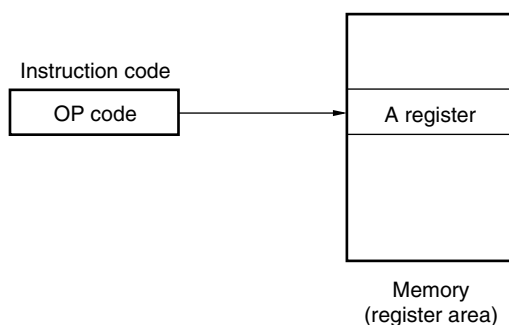 Instruction code
OP code
A register
Memory
(register area)